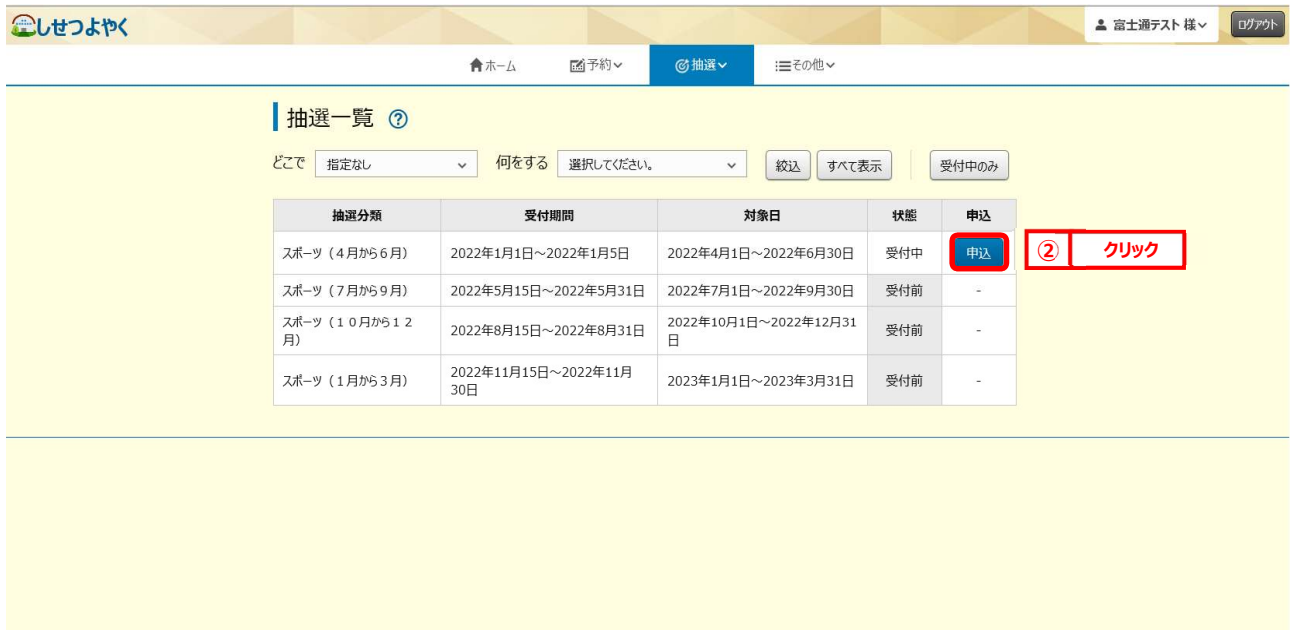 しせつよやく
富士通テスト 様
ログアウト
ホーム 予約 抽選 その他
抽選一覧 ?
どこで 指定なし 何をする 選択してください。 絞込 すべて表示 受付中のみ
抽選分類 受付期間 対象日 状態 申込
スポーツ（４月から６月） 2022年1月1日～2022年1月5日 2022年4月1日～2022年6月30日 受付中 申込 ② クリック
スポーツ（７月から９月） 2022年5月15日～2022年5月31日 2022年7月1日～2022年9月30日 受付前 -
スポーツ（１０月から１２
月） 2022年8月15日～2022年8月31日 2022年10月1日～2022年12月31
日 受付前 -
スポーツ（１月から３月） 2022年11月15日～2022年11月
30日 2023年1月1日～2023年3月31日 受付前 -